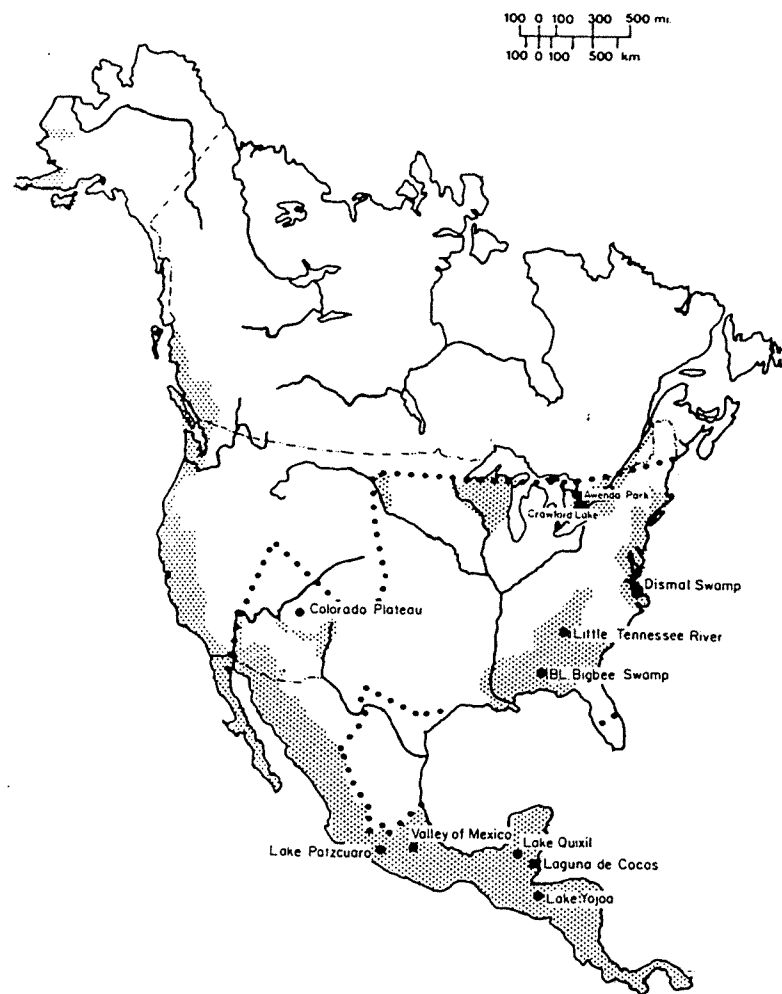 100 0 100 300 500 mi.
100 0 100 500 km
Awenda Park
Crawford Lake
Dismal Swamp
Colorado Plateau
Little Tennessee River
BL. Bigbee Swamp
Valley of Mexico
Lake Quixil
Lake Patzcuaro
Laguna de Cocos
Lake Yojoa